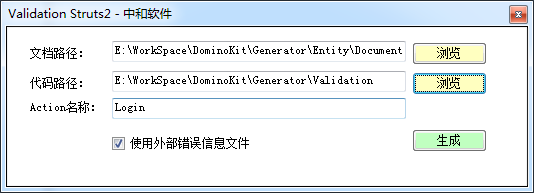 Validation Struts2 - 中和软件
文档路径： E:\WorkSpace\DominoKit\Generator\Entity\Document 浏览
代码路径： E:\WorkSpace\DominoKit\Generator\Validation 浏览
Action名称： Login
使用外部错误信息文件 生成